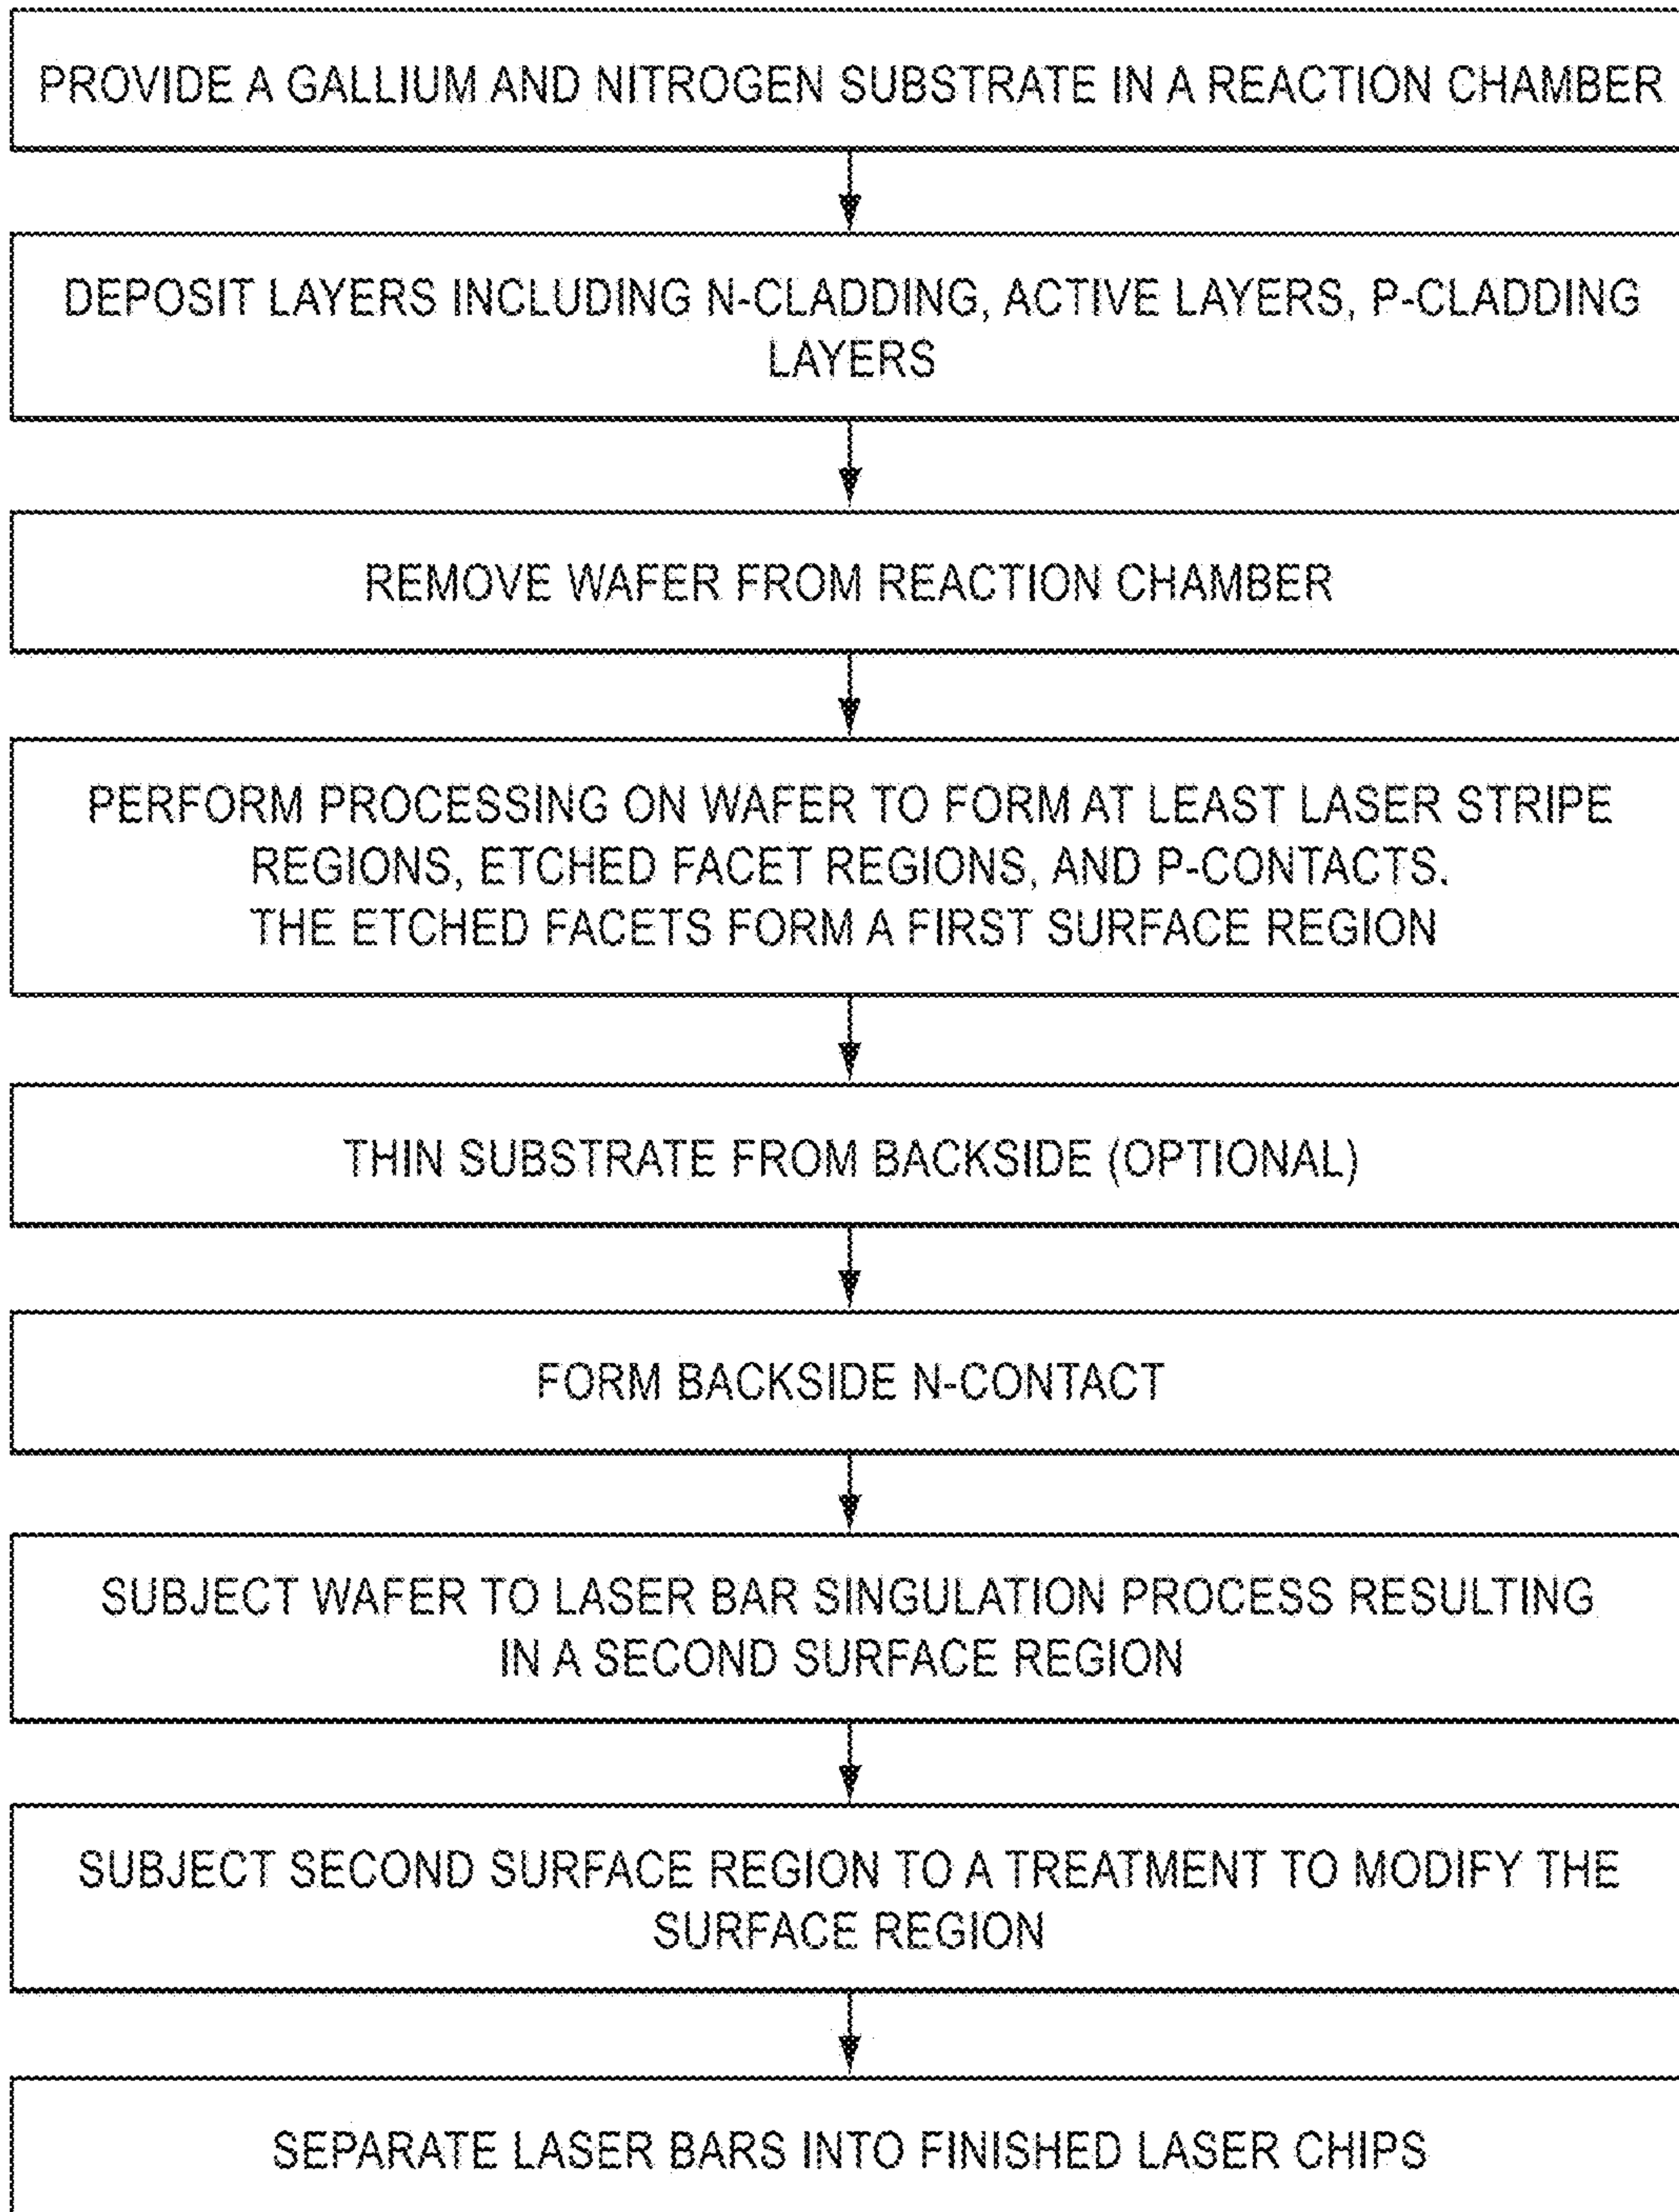 PROVIDE A GALLIUM AND NITROGEN SUBSTRATE IN A REACTION CHAMBER
DEPOSIT LAYERS INCLUDING N-CLADDING, ACTIVE LAYERS, P-CLADDING
LAYERS
REMOVE WAFER FROM REACTION CHAMBER
PERFORM PROCESSING ON WAFER TO FORM AT LEAST LASER STRIPE
REGIONS, ETCHED FACET REGIONS, AND P-CONTACTS.
THE ETCHED FACETS FORM A FIRST SURFACE REGION
THIN SUBSTRATE FROM BACKSIDE (OPTIONAL)
FORM BACKSIDE N-CONTACT
SUBJECT WAFER TO LASER BAR SINGULATION PROCESS RESULTING
IN A SECOND SURFACE REGION
SUBJECT SECOND SURFACE REGION TO A TREATMENT TO MODIFY THE
SURFACE REGION
SEPARATE LASER BARS INTO FINISHED LASER CHIPS